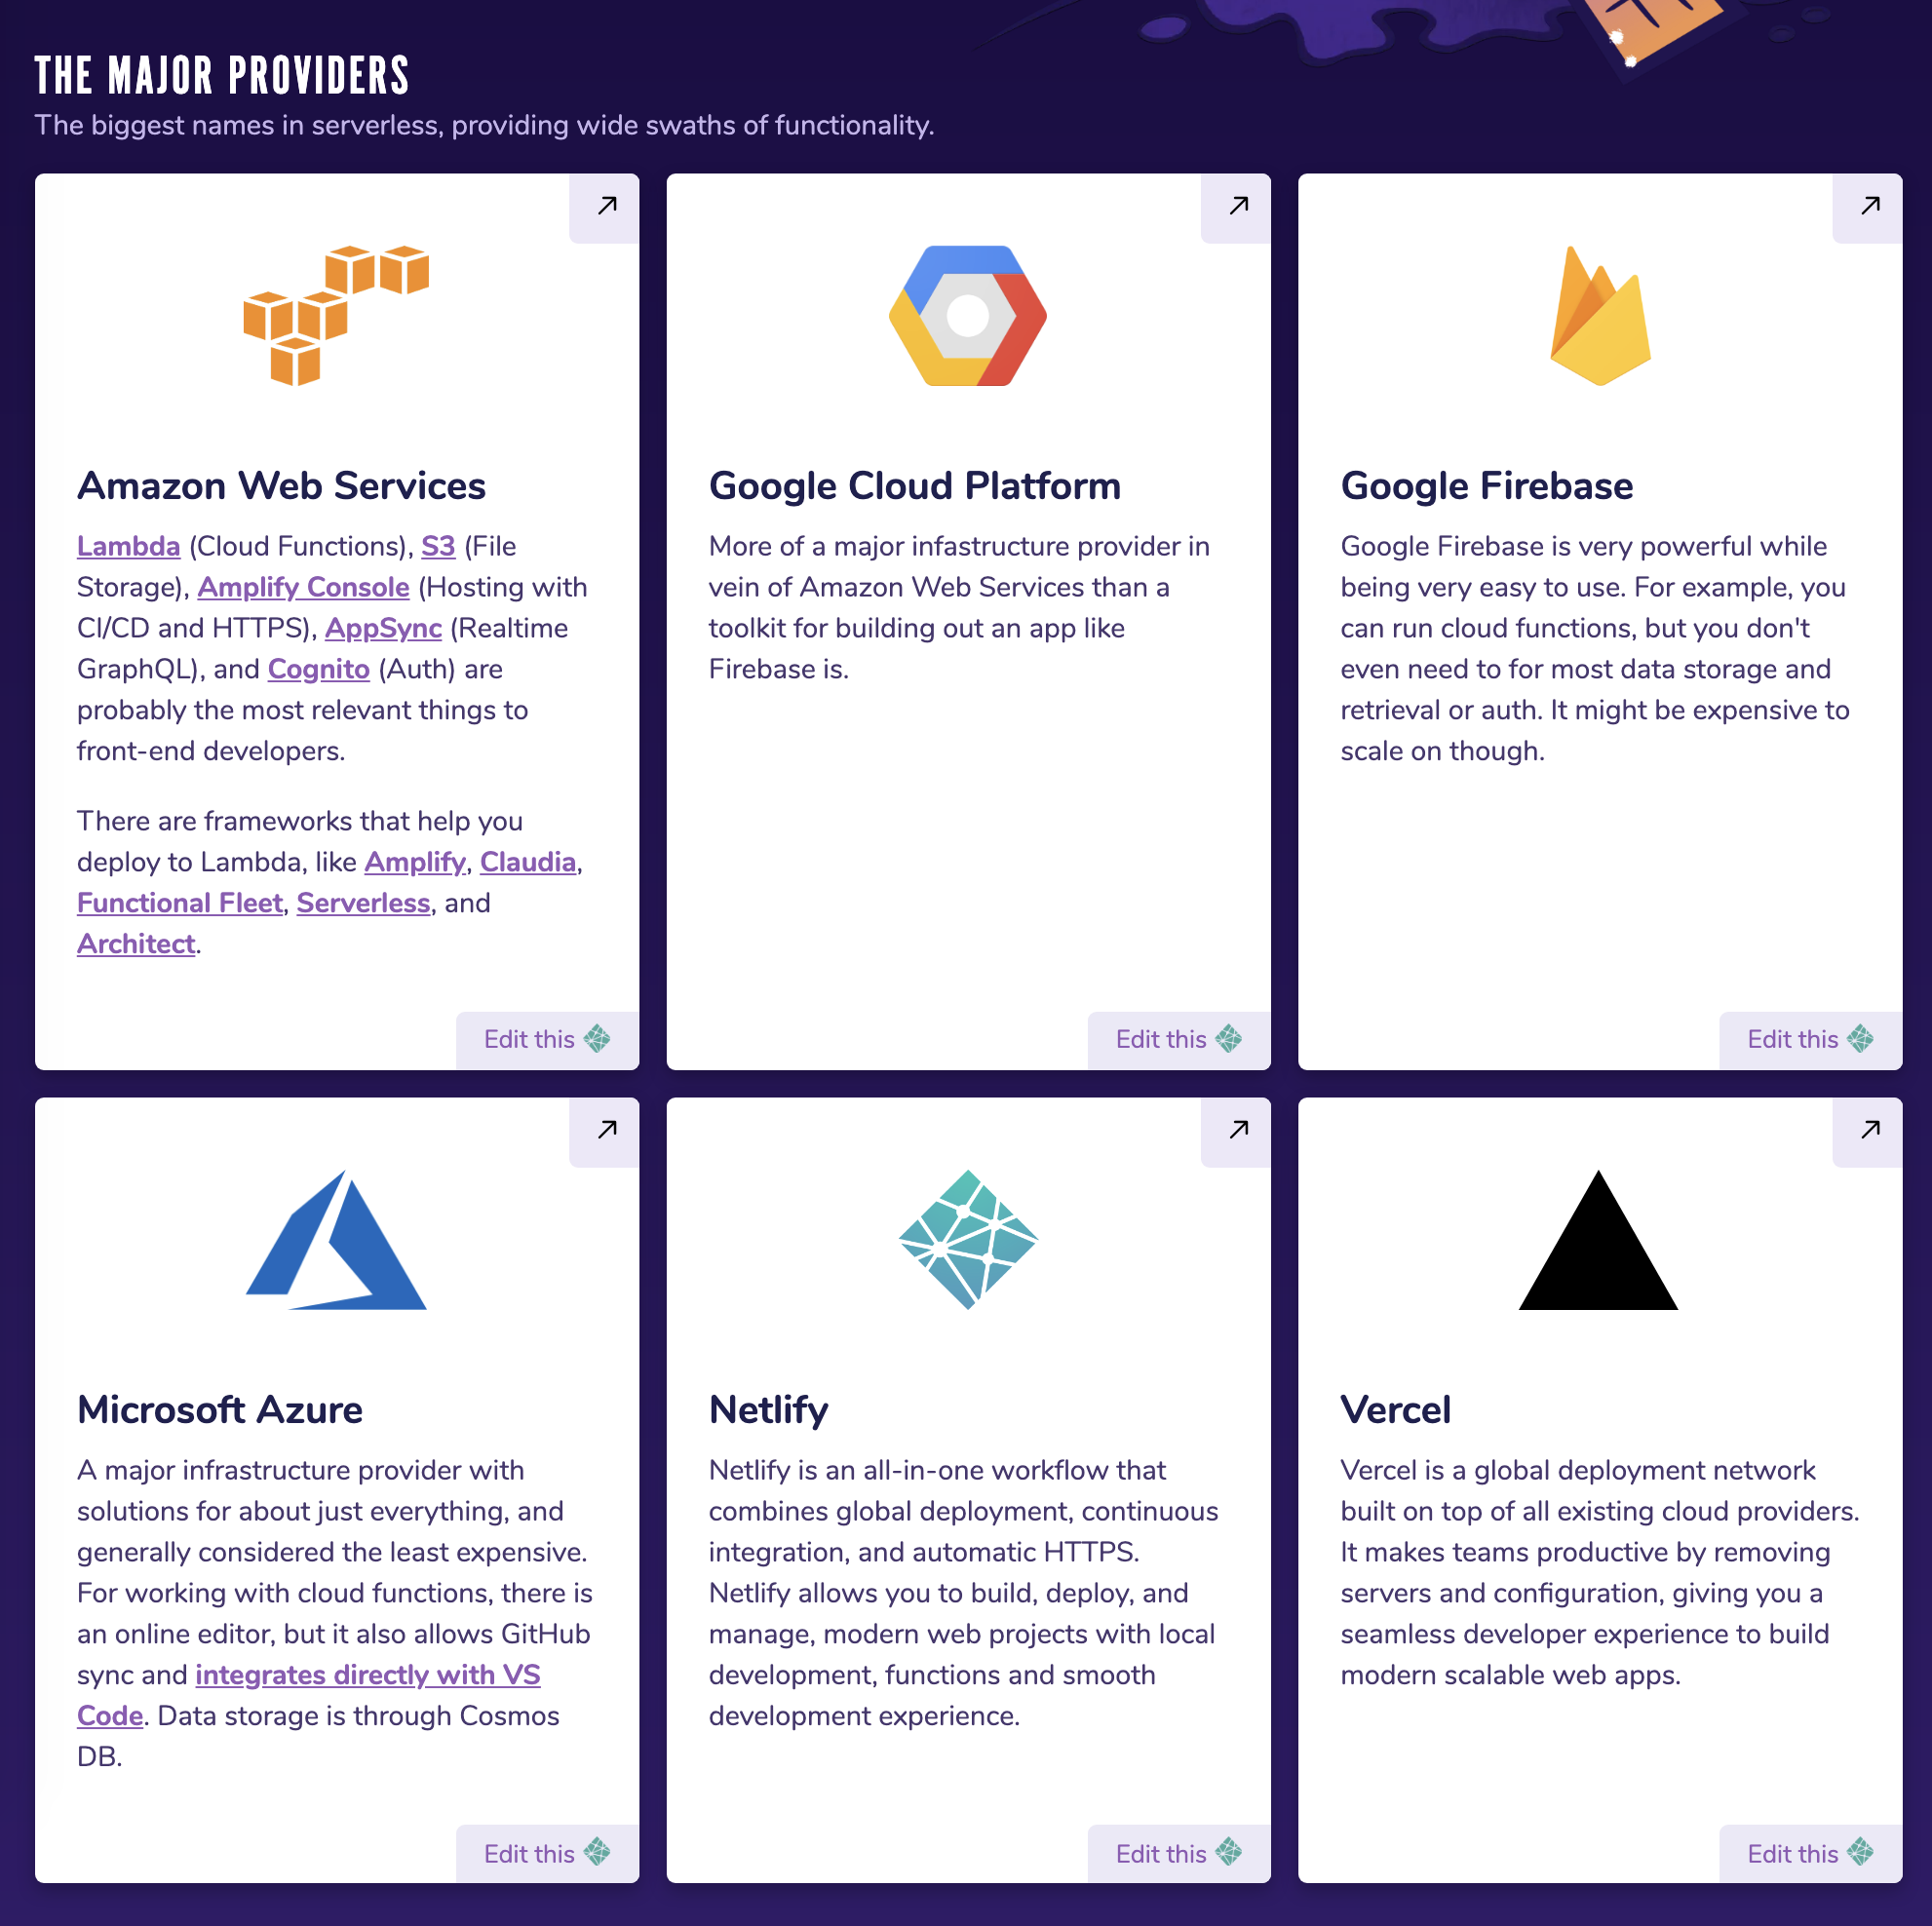 THE MAJOR PROVIDERS
The biggest names in serverless, providing wide swaths of functionality.
Amazon Web Services
Lambda (Cloud Functions), S3 (File
Storage), Amplify Console (Hosting with
CI/CD and HTTPS), AppSync (Realtime
GraphQL), and Cognito (Auth) are
probably the most relevant things to
front-end developers.
There are frameworks that help you
deploy to Lambda, like Amplify, Claudia,
Functional Fleet, Serverless, and
Architect.
Edit this
Google Cloud Platform
More of a major infastructure provider in
vein of Amazon Web Services than a
toolkit for building out an app like
Firebase is.
Edit this
Google Firebase
Google Firebase is very powerful while
being very easy to use. For example, you
can run cloud functions, but you don't
even need to for most data storage and
retrieval or auth. It might be expensive to
scale on though.
Edit this
Microsoft Azure
A major infrastructure provider with
solutions for about just everything, and
generally considered the least expensive.
For working with cloud functions, there is
an online editor, but it also allows GitHub
sync and integrates directly with VS
Code. Data storage is through Cosmos
DB.
Edit this
Netlify
Netlify is an all-in-one workflow that
combines global deployment, continuous
integration, and automatic HTTPS.
Netlify allows you to build, deploy, and
manage, modern web projects with local
development, functions and smooth
development experience.
Edit this
Vercel
Vercel is a global deployment network
built on top of all existing cloud providers.
It makes teams productive by removing
servers and configuration, giving you a
seamless developer experience to build
modern scalable web apps.
Edit this